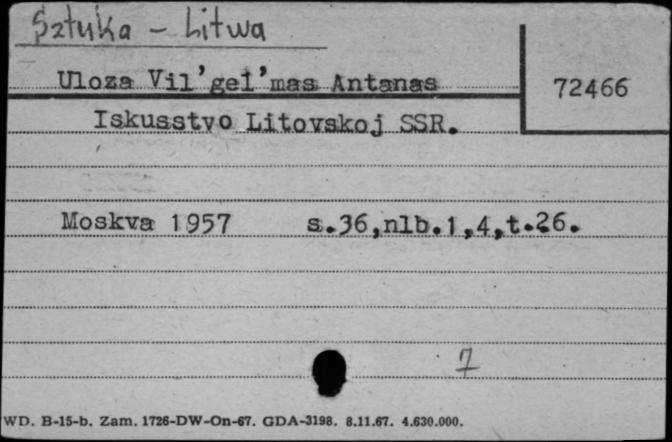 Sztuka - Litwa
Uloza Vil'gel'mas Antanas
72466
Iskusstvo Litovskoj SSR.
Moskva 1957 s.36,nlb.1,4,t.26.
7
WD. B-15-b. Zam. 1726-DW-On-67. GDA-3198. 8.11.67. 4.630.000.